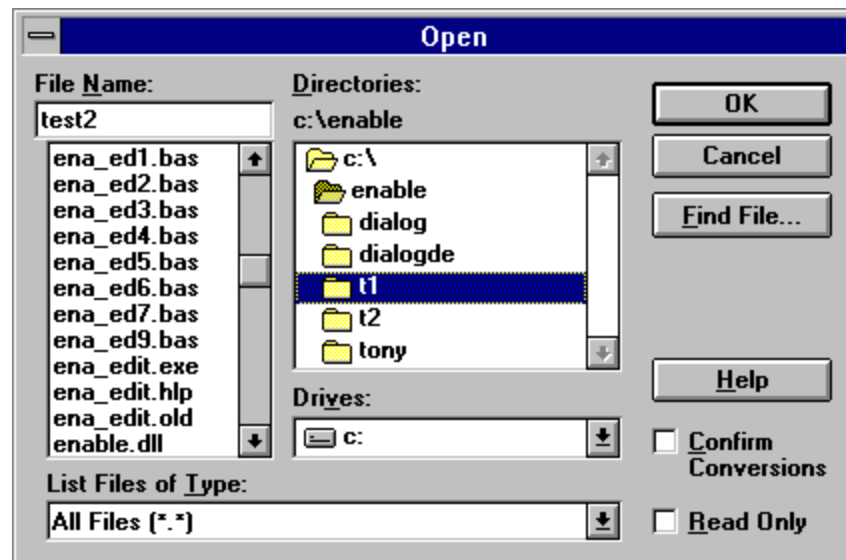 Open
File Name:
test2
ena_ed1.bas
ena_ed2.bas
ena_ed3.bas
ena_ed4.bas
ena_ed5.bas
ena_ed6.bas
ena_ed7.bas
ena_ed9.bas
ena_edit.exe
ena_edit.hlp
ena_edit.old
enable.dll
List Files of Type:
All Files (*.*)
Directories:
c:\enable
c:\
enable
dialog
dialogde
t1
t2
tony
Drives:
c:
OK
Cancel
Find File...
Help
Confirm
Conversions
Read Only